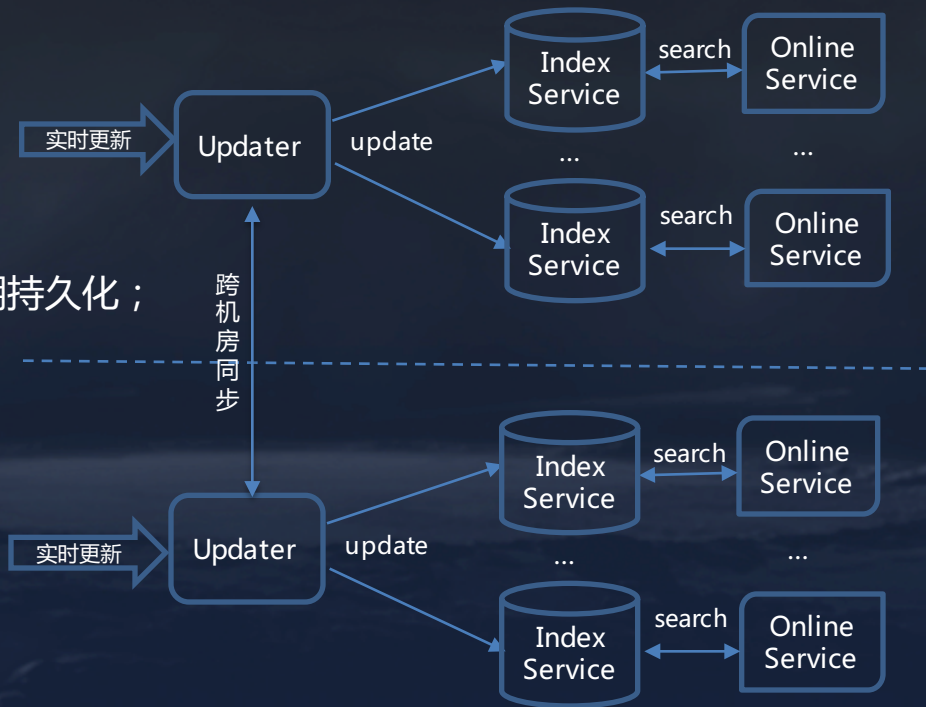 Index
Service
search
Online
Service
实时更新
Updater
update
...
...
Index
Service
search
Online
Service
持久化；
跨机房同步
Index
Service
search
Online
Service
实时更新
Updater
update
...
...
Index
Service
search
Online
Service